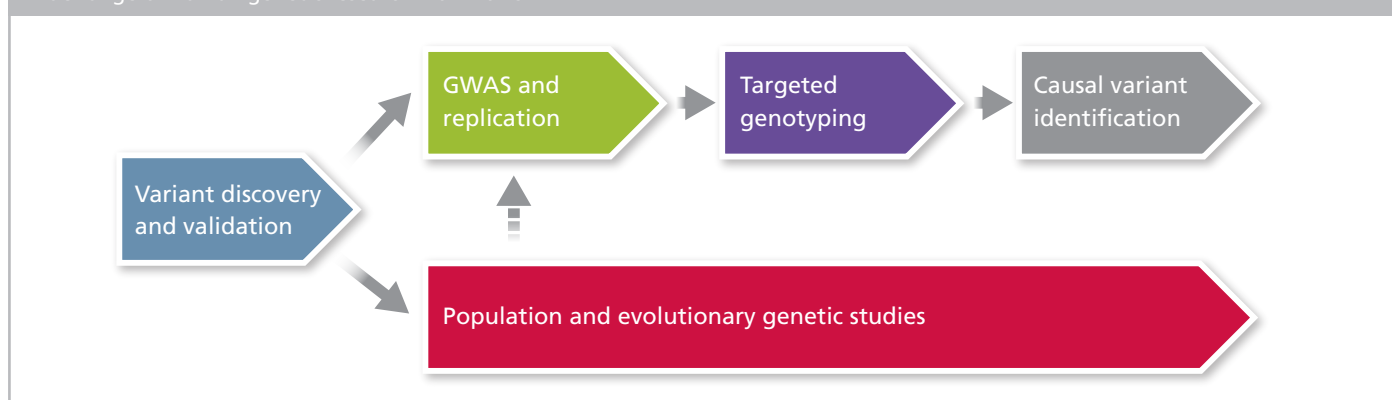 GWAS and
replication
Targeted
genotyping
Causal variant
identification
Variant discovery
and validation
Population and evolutionary genetic studies